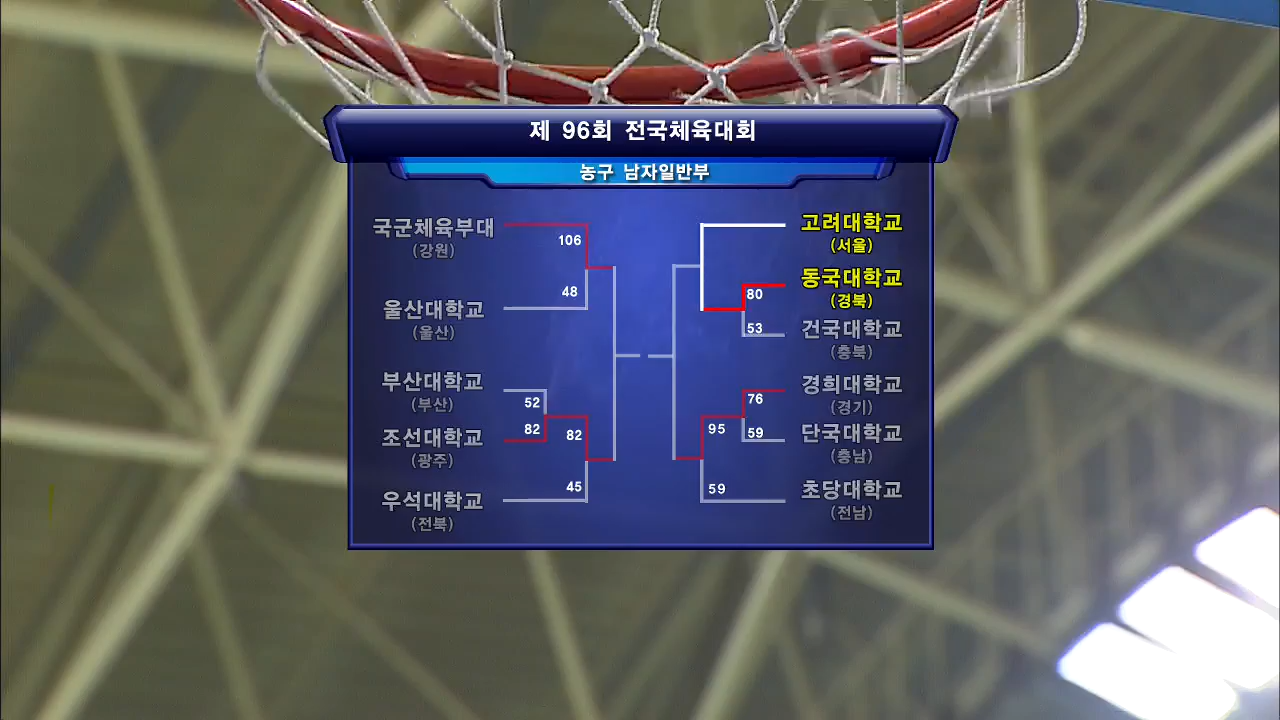 제 96회 전국체육대회
농구 남자일반부
국군체육부대
(강원)
106
48
울산대학교
(울산)
부산대학교
(부산)
52
82
조선대학교
(광주)
82
45
우석대학교
(전북)
고려대학교
(서울)
동국대학교
(경북)
80
53
건국대학교
(충북)
경희대학교
(경기)
76
95
59
단국대학교
(충남)
59
초당대학교
(전남)